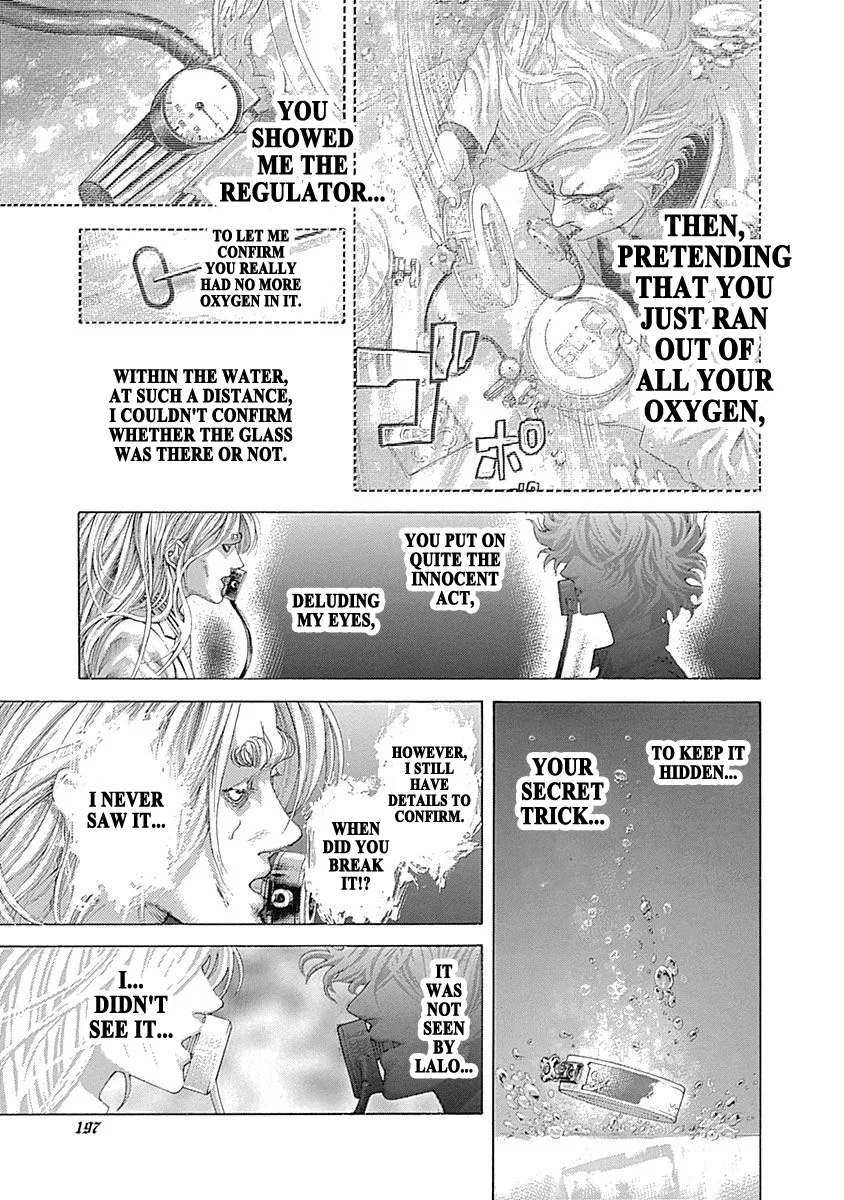 THEN,
PRETENDING
THAT YOU
JUST RAN
OUT OF
ALL YOUR
OXYGEN,
ゴ
ポ
YOU
SHOWED
ME THE
REGULATOR...
TO LET ME
CONFIRM
YOU REALLY
HAD NO MORE
OXYGEN IN IT.
WITHIN THE WATER,
AT SUCH A DISTANCE,
I COULDN'T CONFIRM
WHETHER THE GLASS
WAS THERE OR NOT.
YOU PUT ON
QUITE THE
INNOCENT
ACT,
DELUDING
MY EYES,
TO KEEP IT
HIDDEN...
YOUR
SECRET
TRICK...
HOWEVER,
I STILL
HAVE
DETAILS TO
CONFIRM.
WHEN
DID YOU
BREAK
IT!?
I NEVER
SAW IT...
IT
WAS
NOT
SEEN
BY
LALO...
I...
DIDN'T
SEE IT...
197